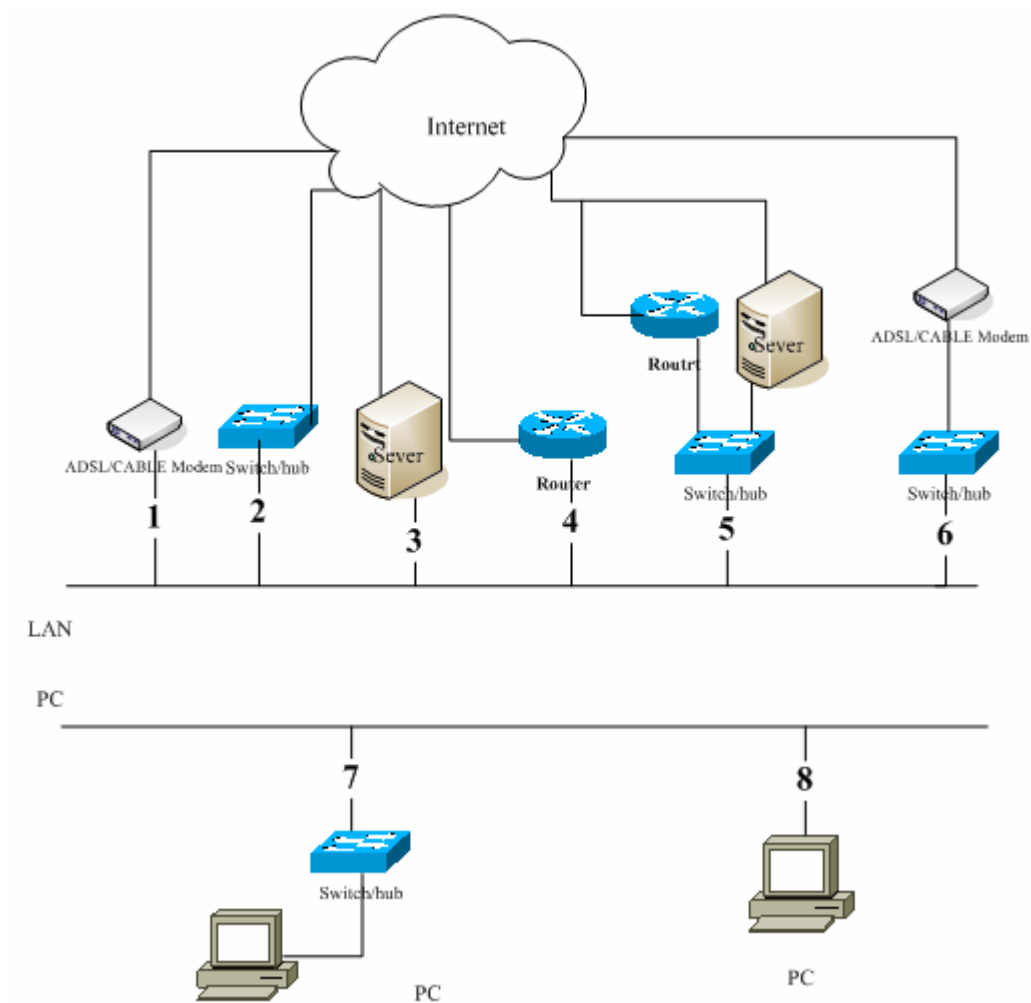 Internet
ADSL/CABLE Modem
Routrt
Sever
ADSL/CABLE Modem
Switch/hub
Sever
Router
Switch/hub
Switch/hub
1
2
3
4
5
6
LAN
PC
7
8
Switch/hub
PC
PC